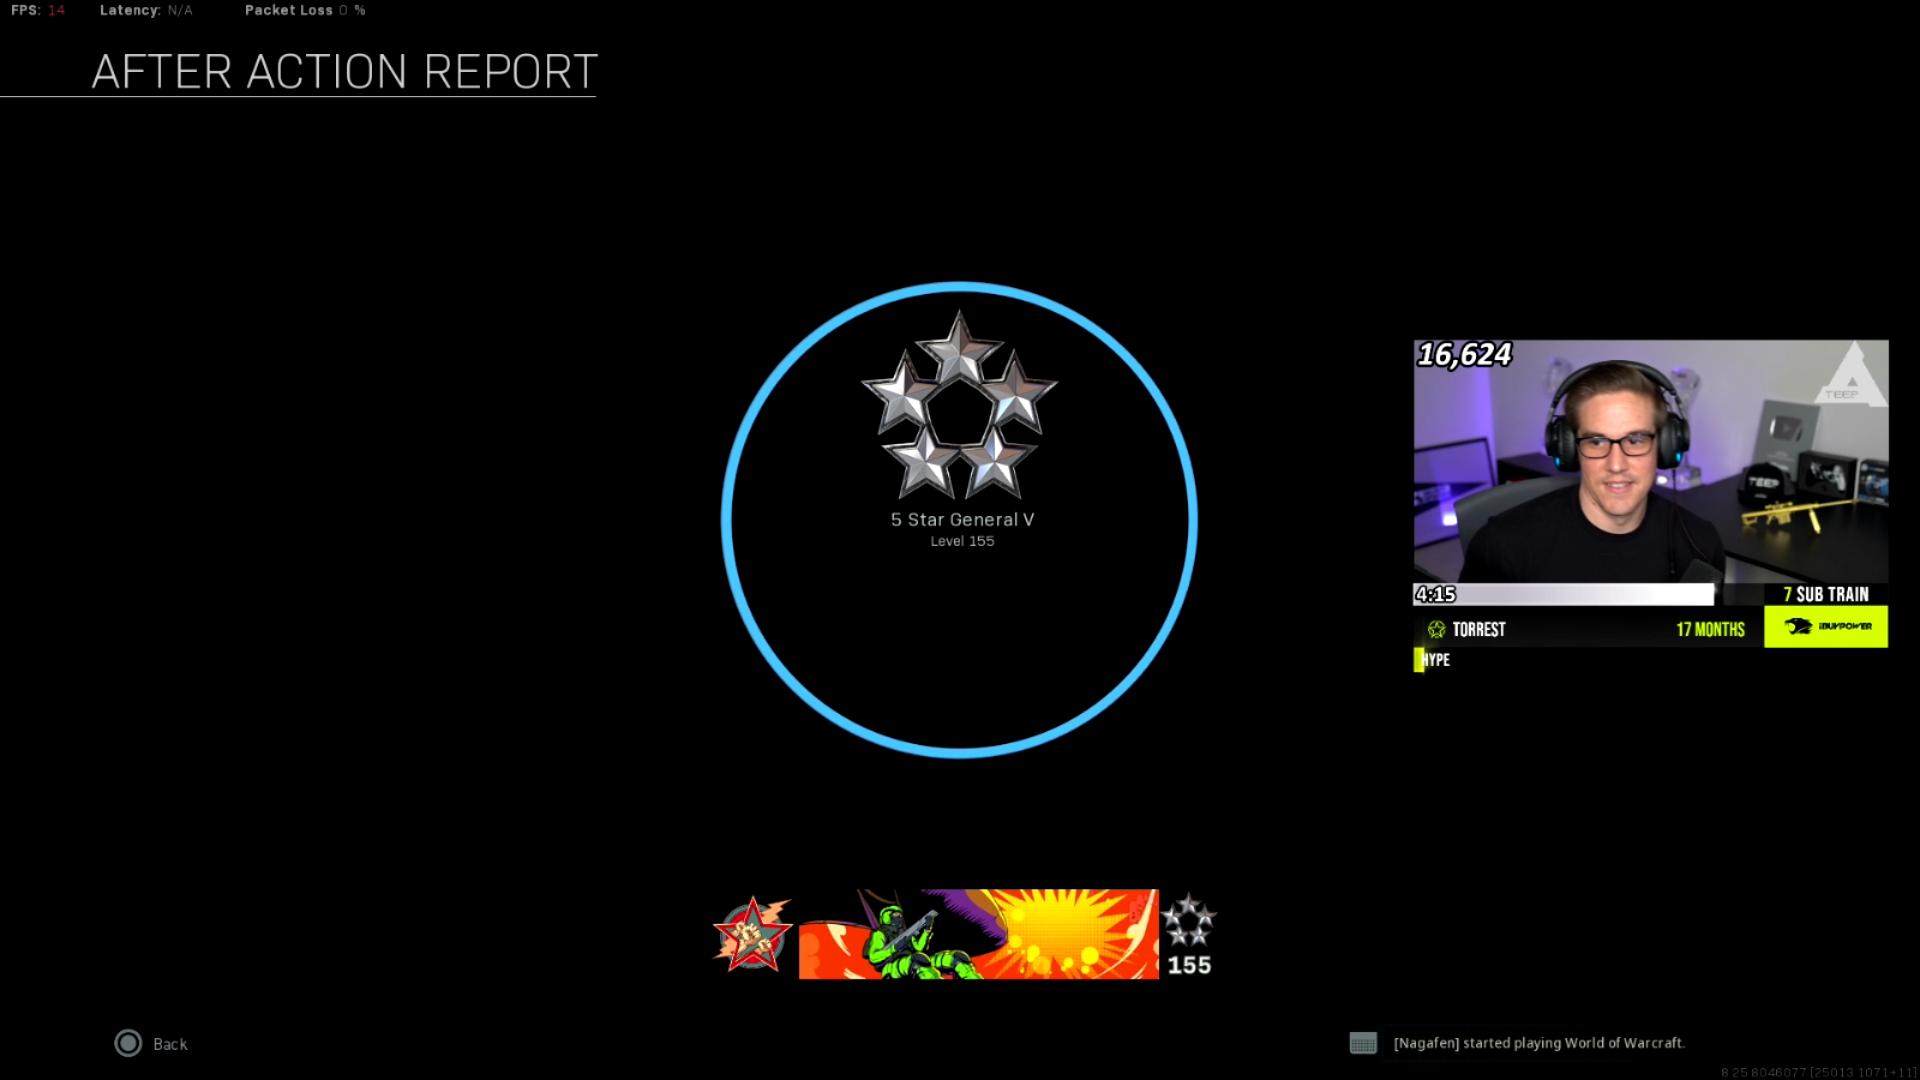 FPS: 14 Latency: N/A Packet Loss 0 %
AFTER ACTION REPORT
5 Star General V
Level 155
16,624
TEEP
TEEP
4:15
7 SUB TRAIN
TORREST 17 MONTHS iBUYPOWER
HYPE
155
Back
[Nagafen] started playing World of Warcraft.
8 25 8046077 [25013 1071+11]